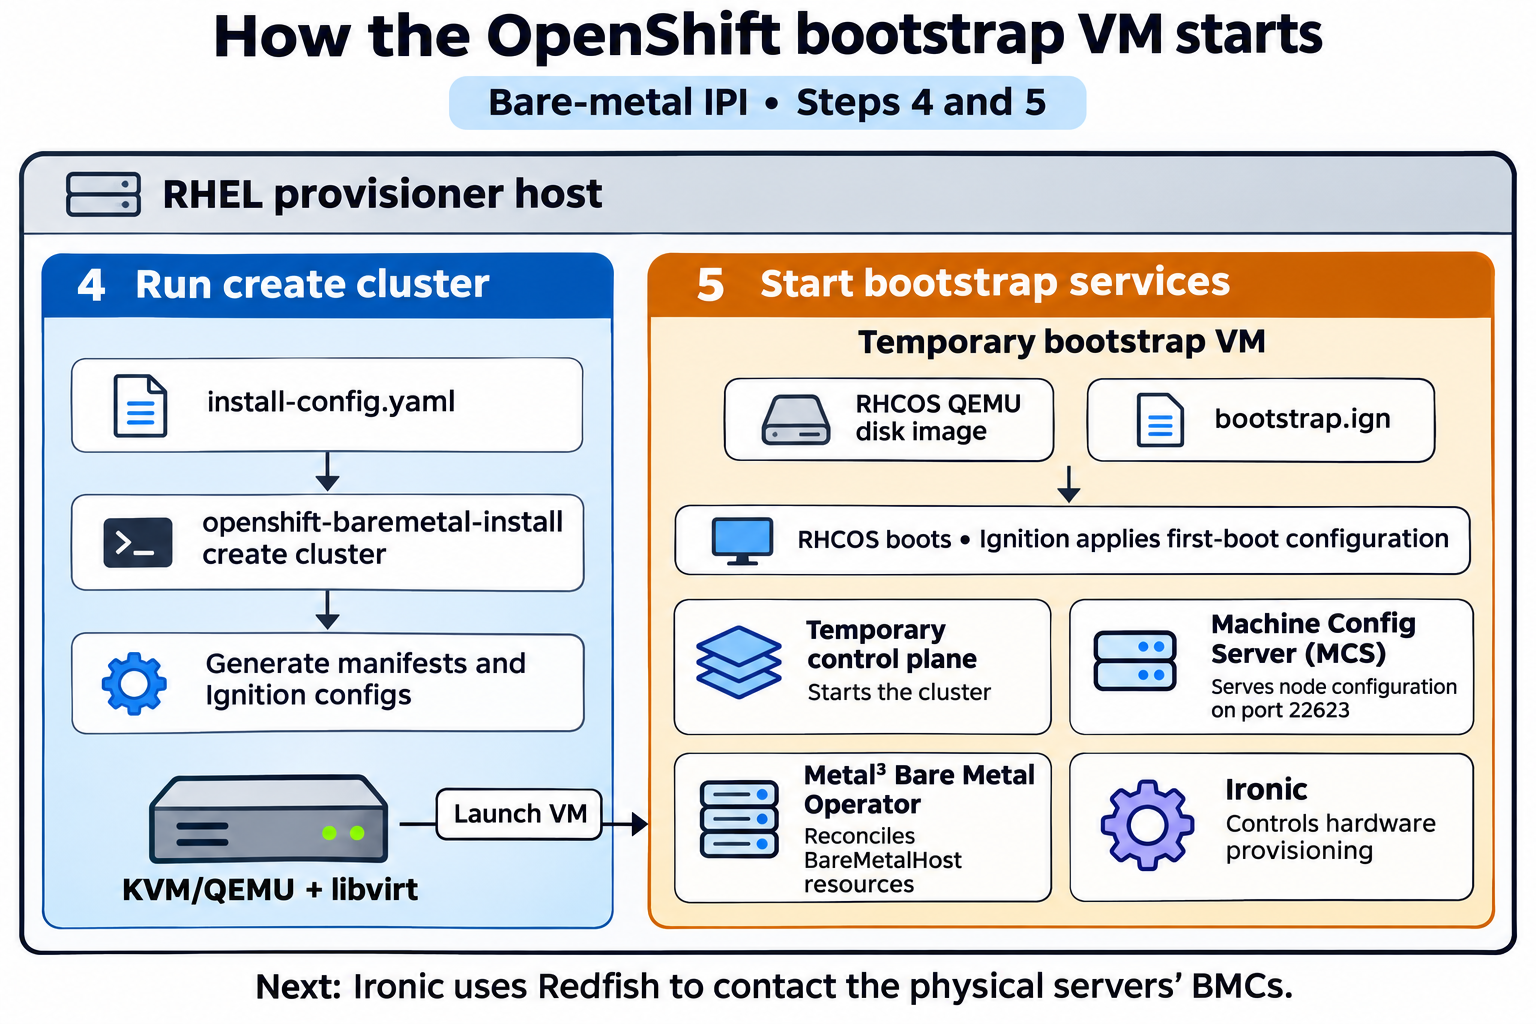 How the OpenShift bootstrap VM starts
Bare-metal IPI • Steps 4 and 5
RHEL provisioner host
4 Run create cluster
install-config.yaml
openshift-baremetal-install
create cluster
Generate manifests and
Ignition configs
KVM/QEMU + libvirt
Launch VM
5 Start bootstrap services
Temporary bootstrap VM
RHCOS QEMU
disk image
bootstrap.ign
RHCOS boots • Ignition applies first-boot configuration
Temporary
control plane
Starts the cluster
Machine Config
Server (MCS)
Serves node configuration
on port 22623
Metal³ Bare Metal
Operator
Reconciles
BareMetalHost
resources
Ironic
Controls hardware
provisioning
Next: Ironic uses Redfish to contact the physical servers’ BMCs.